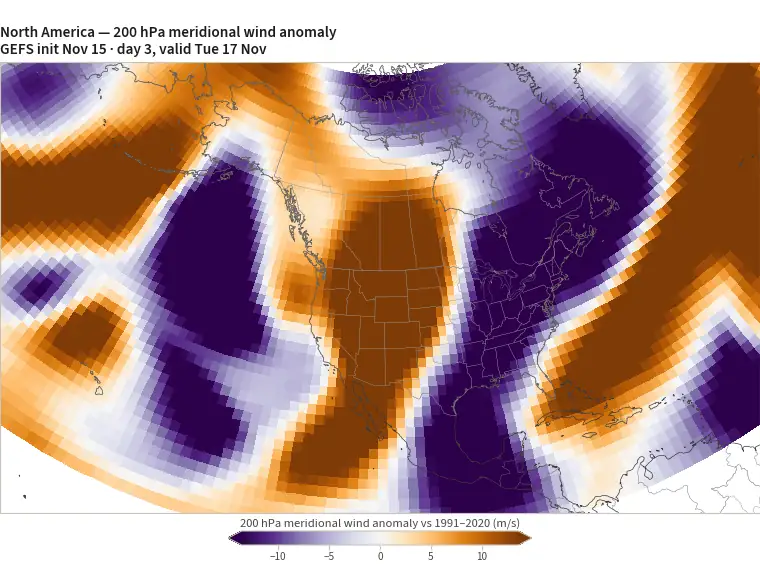 North America — 200 hPa meridional wind anomaly
GEFS init Nov 15 · day 3, valid Tue 17 Nov
200 hPa meridional wind anomaly vs 1991–2020 (m/s)
−10 −5 0 5 10